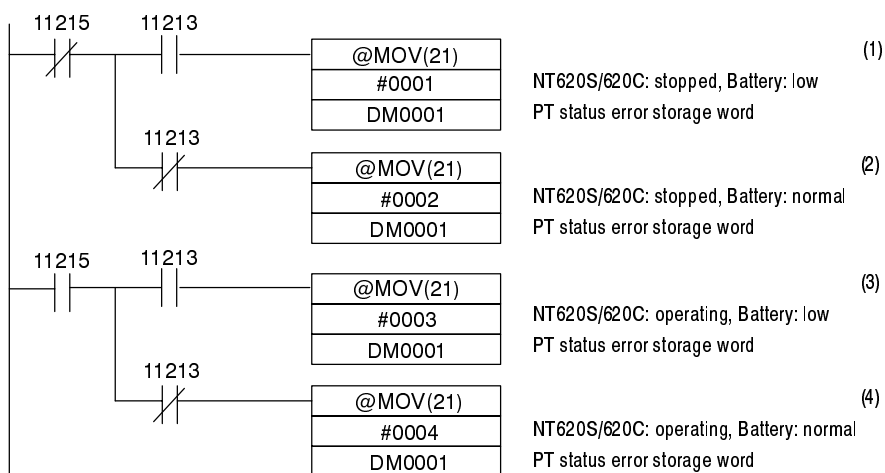 11215 11213
@MOV(21) (1)
#0001 NT620S/620C: stopped, Battery: low
DM0001 PT status error storage word
11213
@MOV(21) (2)
#0002 NT620S/620C: stopped, Battery: normal
DM0001 PT status error storage word
11215 11213
@MOV(21) (3)
#0003 NT620S/620C: operating, Battery: low
DM0001 PT status error storage word
11213
@MOV(21) (4)
#0004 NT620S/620C: operating, Battery: normal
DM0001 PT status error storage word